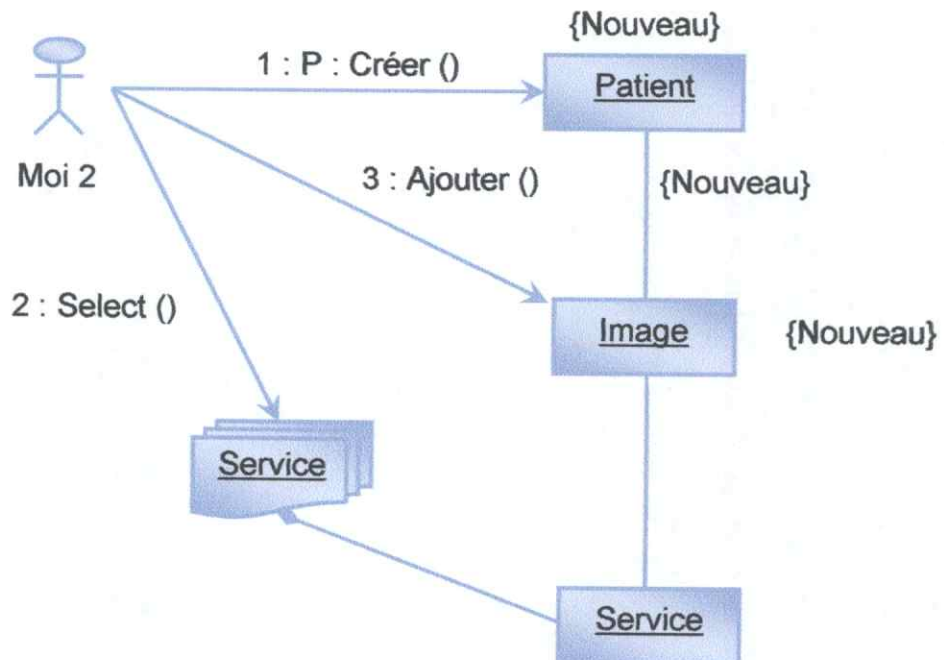 {Nouveau}
1 : P : Créer ()
Patient
Moi 2
3 : Ajouter ()
{Nouveau}
2 : Select ()
Image
{Nouveau}
Service
Service